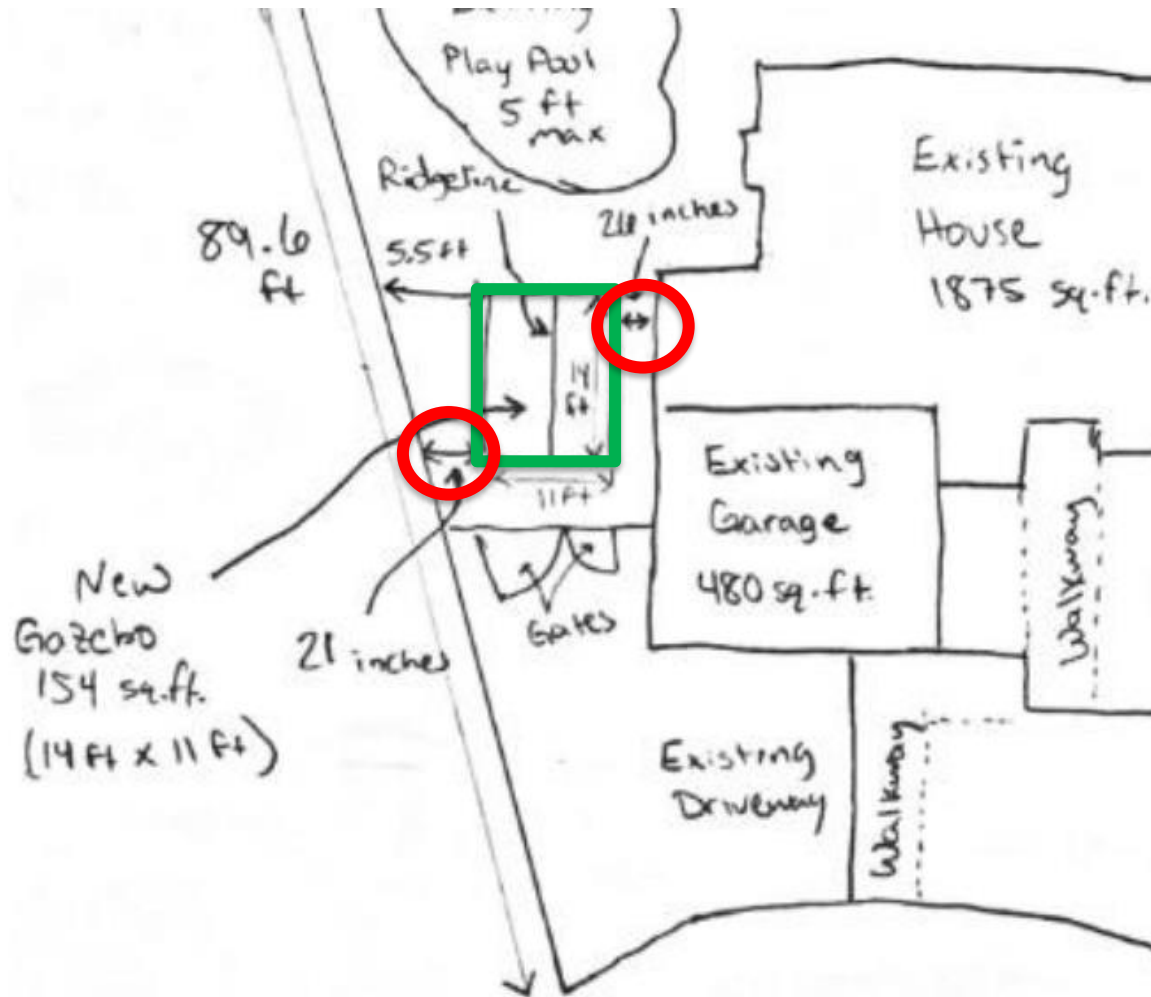 Play Pool
5 ft
max
Ridgeline
inches
89.6
ft
5.5 ft
Existing
House
1875 sq.ft.
14
ft
11 ft
Existing
Garage
480 sq.ft.
Walkway
New
Gazebo
154 sq.ft.
(14 ft x 11 ft)
21 inches
Gates
Existing
Driveway
Walkway